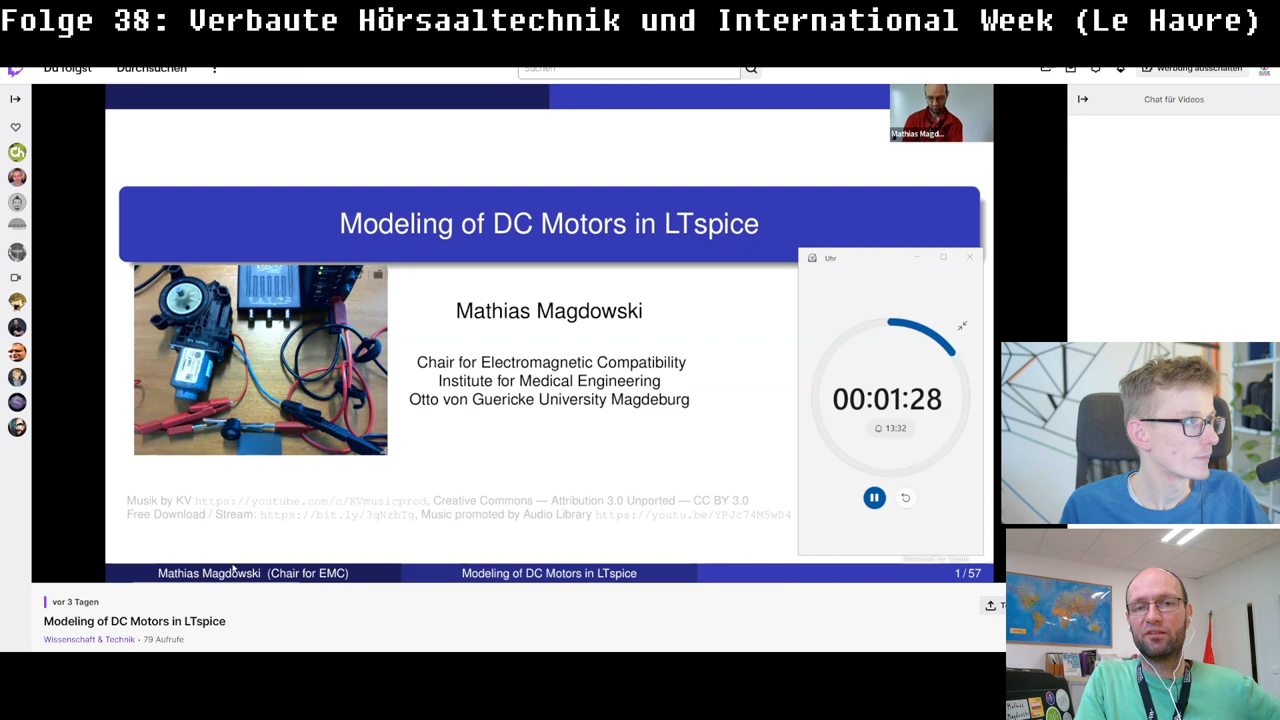 Folge 38: Verbaute Hörsaaltechnik und International Week (Le Havre)
Du folgst
Durchsuchen
Suchen
Werbung ausschalten
Chat für Videos
Mathias Magd...
Modeling of DC Motors in LTspice
Uhr
Mathias Magdowski
Chair for Electromagnetic Compatibility
Institute for Medical Engineering
Otto von Guericke University Magdeburg
00:01:28
13:32
Musik by KV https://youtube.com/c/KVmusicprod, Creative Commons — Attribution 3.0 Unported — CC BY 3.0
Free Download / Stream: https://bit.ly/3qNzbTg, Music promoted by Audio Library https://youtu.be/YPJc74M5wD4
Mathias Magdowski (Chair for EMC)
Modeling of DC Motors in LTspice
1 / 57
vor 3 Tagen
Modeling of DC Motors in LTspice
Wissenschaft & Technik • 79 Aufrufe